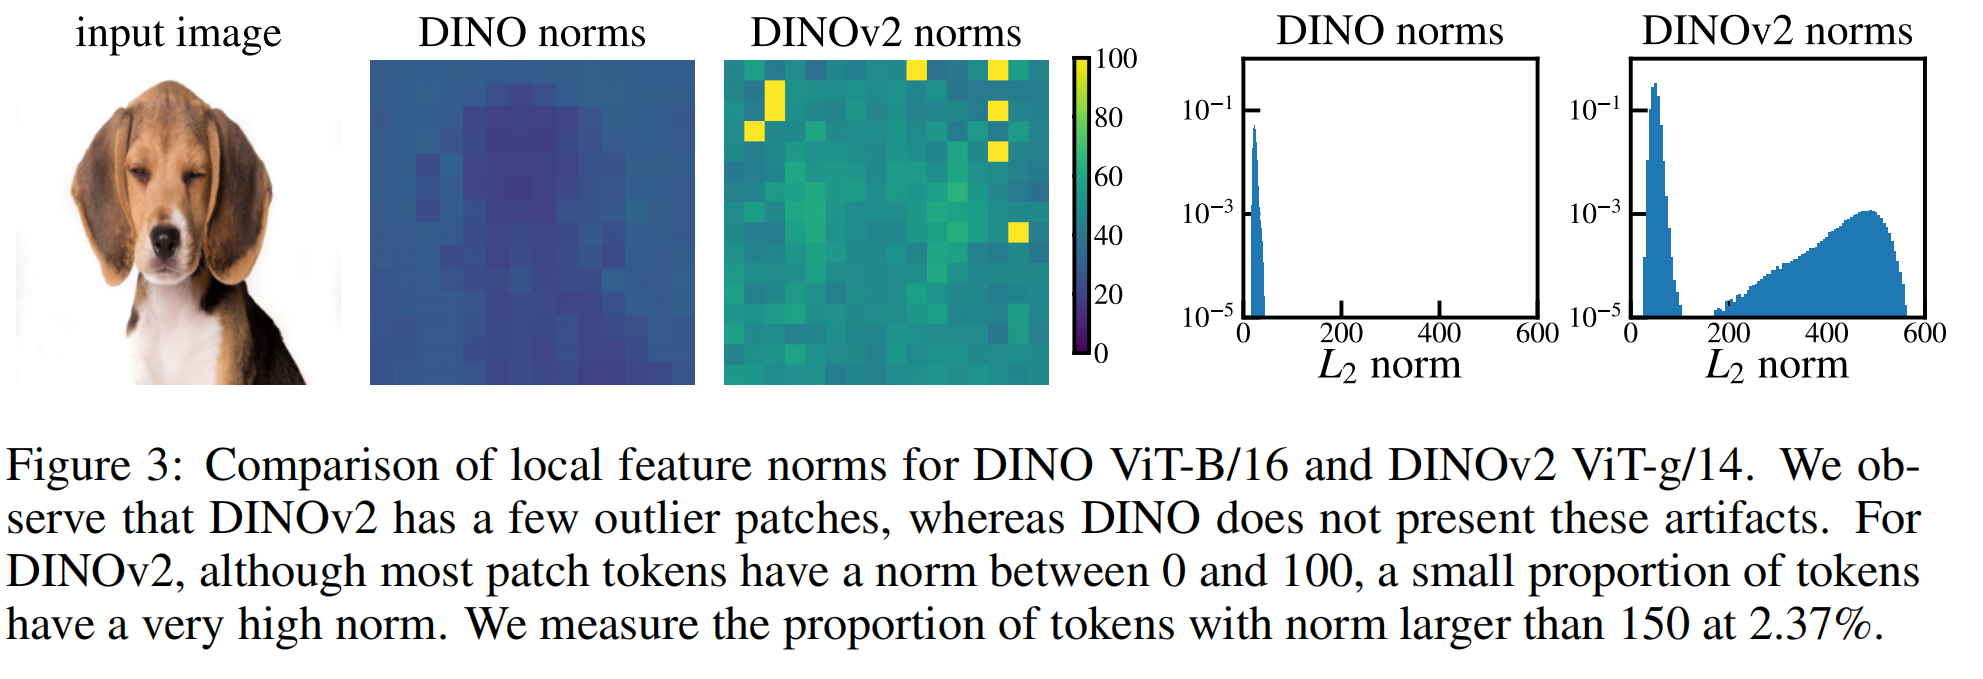 input image
DINO norms
DINOv2 norms
100
80
60
40
20
0
DINO norms
10⁻¹
10⁻³
10⁻⁵
0 200 400 600
L₂ norm
DINOv2 norms
10⁻¹
10⁻³
10⁻⁵
0 200 400 600
L₂ norm
Figure 3: Comparison of local feature norms for DINO ViT-B/16 and DINOv2 ViT-g/14. We ob-
serve that DINOv2 has a few outlier patches, whereas DINO does not present these artifacts. For
DINOv2, although most patch tokens have a norm between 0 and 100, a small proportion of tokens
have a very high norm. We measure the proportion of tokens with norm larger than 150 at 2.37%.